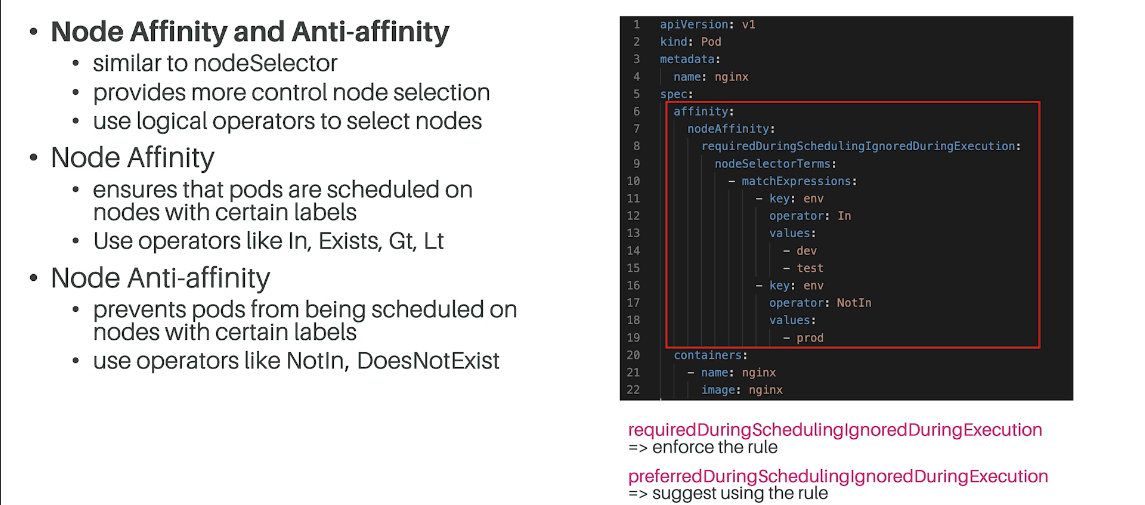 • Node Affinity and Anti-affinity
• similar to nodeSelector
• provides more control node selection
• use logical operators to select nodes
• Node Affinity
• ensures that pods are scheduled on
nodes with certain labels
• Use operators like In, Exists, Gt, Lt
• Node Anti-affinity
• prevents pods from being scheduled on
nodes with certain labels
• use operators like NotIn, DoesNotExist
1 apiVersion: v1
2 kind: Pod
3 metadata:
4 name: nginx
5 spec:
6 affinity:
7 nodeAffinity:
8 requiredDuringSchedulingIgnoredDuringExecution:
9 nodeSelectorTerms:
10 - matchExpressions:
11 - key: env
12 operator: In
13 values:
14 - dev
15 - test
16 - key: env
17 operator: NotIn
18 values:
19 - prod
20 containers:
21 - name: nginx
22 image: nginx
requiredDuringSchedulingIgnoredDuringExecution
=> enforce the rule
preferredDuringSchedulingIgnoredDuringExecution
=> suggest using the rule